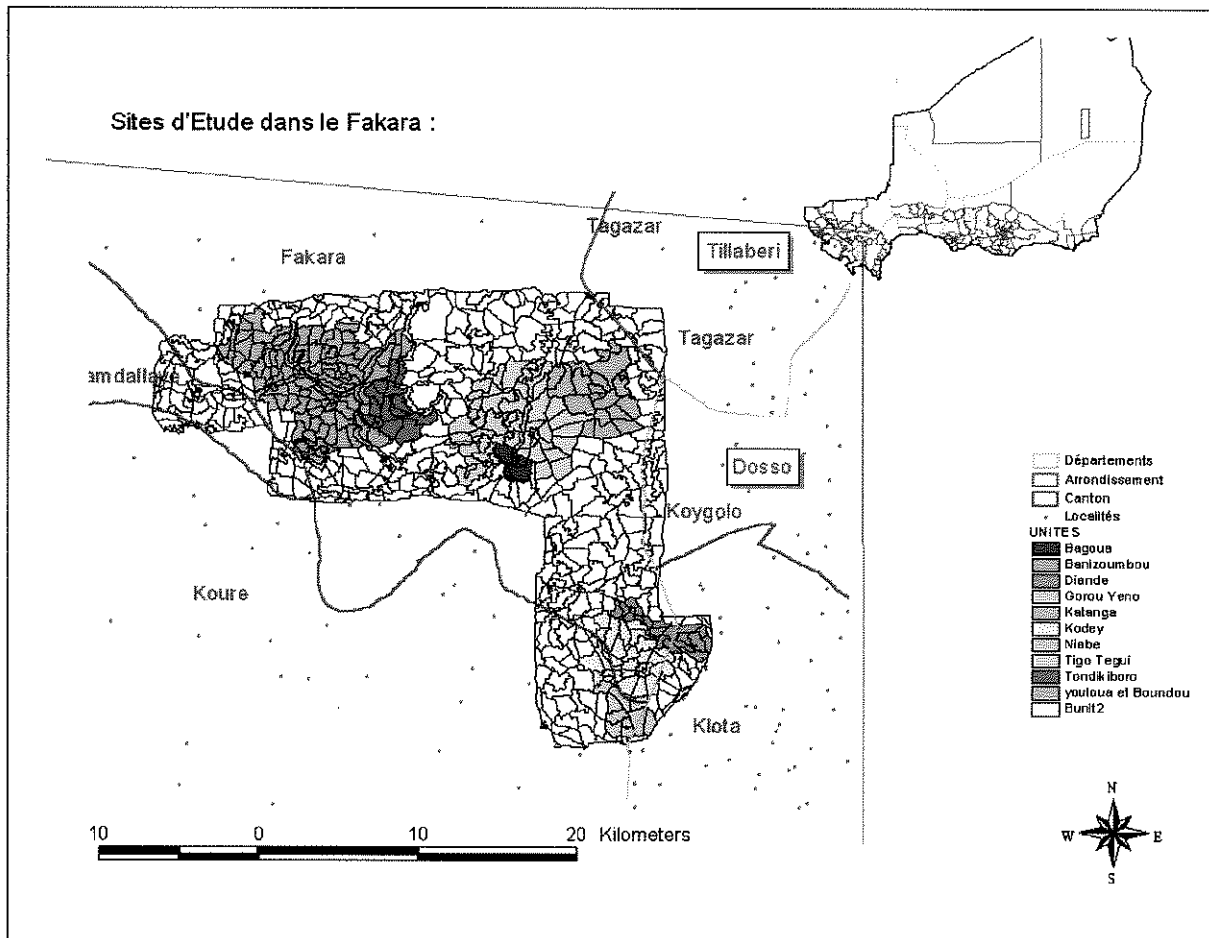 Sites d'Etude dans le Fakara :
Tagazar
Tillaberi
Fakara
Tagazar
amdallaye
Dosso
Koygolo
Koure
Kiota
Départements
Arrondissement
Canton
Localités
UNITES
Bagoua
Banizoumbou
Diande
Gorou Yeno
Katanga
Kodey
Niabe
Tigo Tegui
Tondikiboro
youloua et Boundou
Bunit2
10 0 10 20 Kilometers
N
W E
S